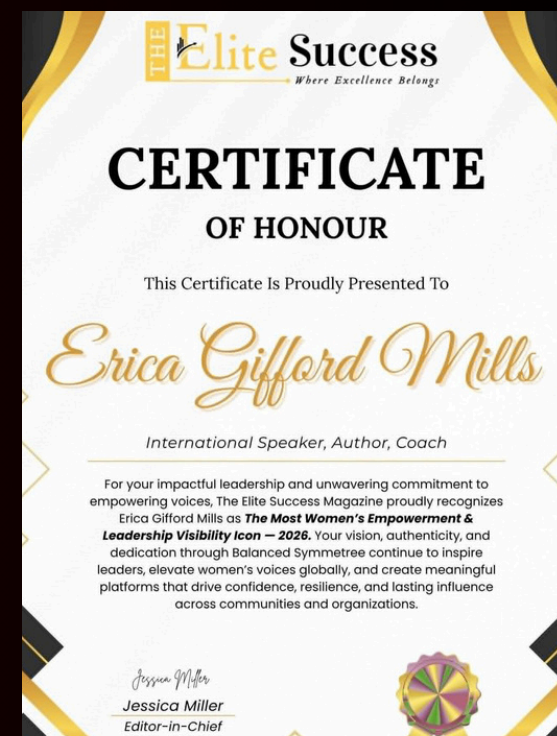 THE Elite Success
Where Excellence Belongs
CERTIFICATE
OF HONOUR
This Certificate Is Proudly Presented To
Erica Gifford Mills
International Speaker, Author, Coach
For your impactful leadership and unwavering commitment to
empowering voices, The Elite Success Magazine proudly recognizes
Erica Gifford Mills as The Most Women's Empowerment &
Leadership Visibility Icon — 2026. Your vision, authenticity, and
dedication through Balanced Symmetree continue to inspire
leaders, elevate women's voices globally, and create meaningful
platforms that drive confidence, resilience, and lasting influence
across communities and organizations.
Jessica Miller
Jessica Miller
Editor-in-Chief